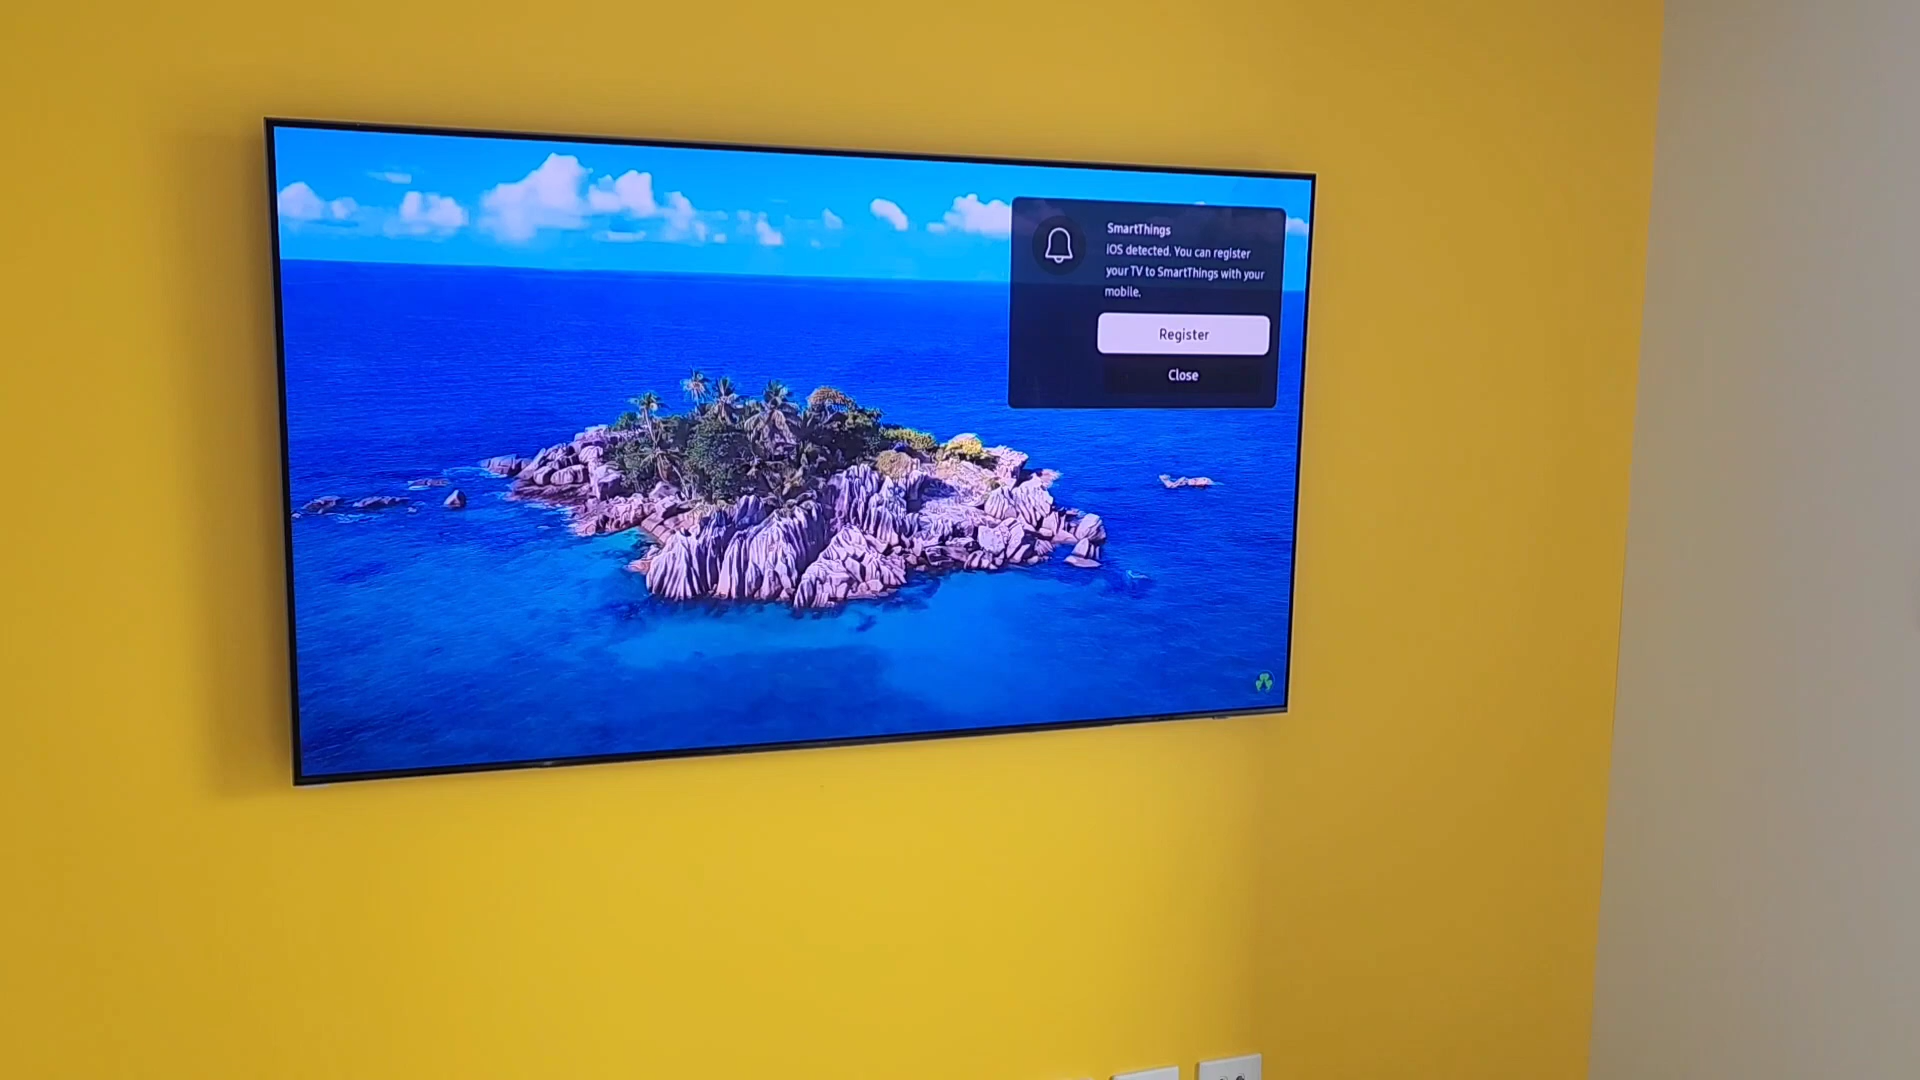 SmartThings
iOS detected. You can register
your TV to SmartThings with your
mobile.
Register
Close